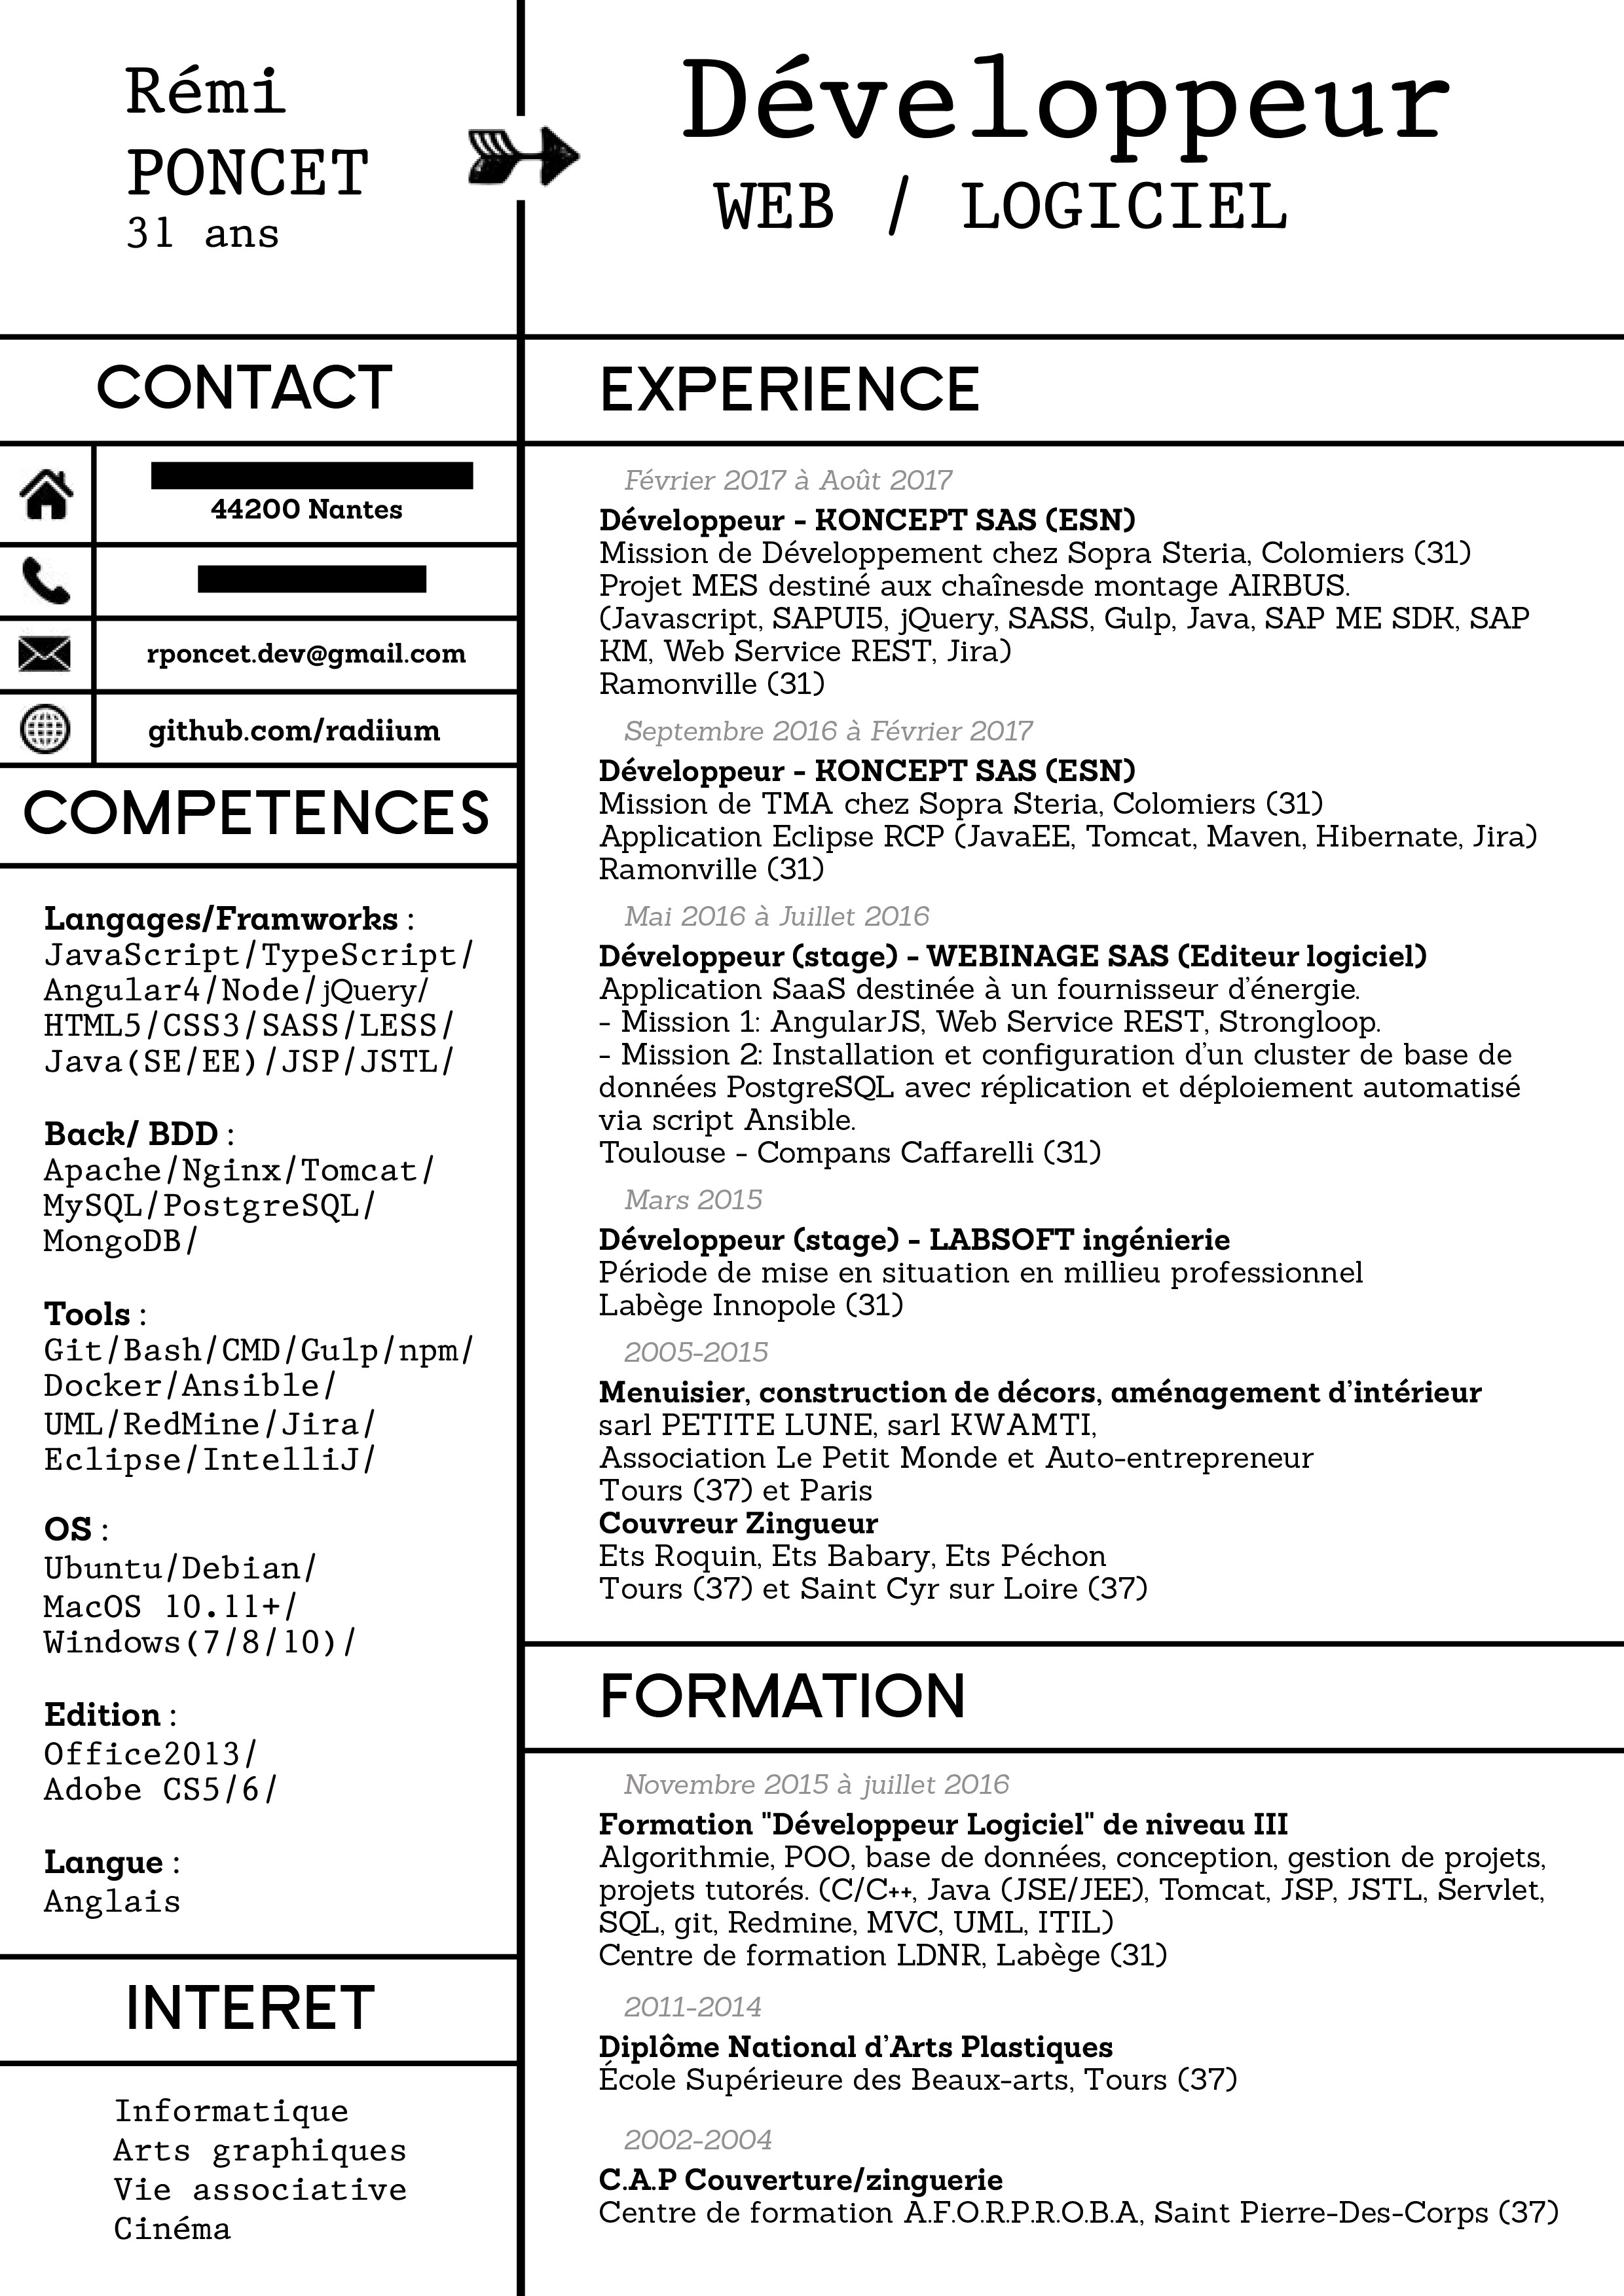 Rémi
PONCET
31 ans
Développeur
WEB / LOGICIEL
CONTACT
44200 Nantes
rponcet.dev@gmail.com
github.com/radiium
COMPETENCES
Langages/Framworks :
JavaScript/TypeScript/
Angular4/Node/jQuery/
HTML5/CSS3/SASS/LESS/
Java(SE/EE)/JSP/JSTL/
Back/ BDD :
Apache/Nginx/Tomcat/
MySQL/PostgreSQL/
MongoDB/
Tools :
Git/Bash/CMD/Gulp/npm/
Docker/Ansible/
UML/RedMine/Jira/
Eclipse/IntelliJ/
OS :
Ubuntu/Debian/
MacOS 10.11+/
Windows(7/8/10)/
Edition :
Office2013/
Adobe CS5/6/
Langue :
Anglais
INTERET
Informatique
Arts graphiques
Vie associative
Cinéma
EXPERIENCE
Février 2017 à Août 2017
Développeur - KONCEPT SAS (ESN)
Mission de Développement chez Sopra Steria, Colomiers (31)
Projet MES destiné aux chaînesde montage AIRBUS.
(Javascript, SAPUI5, jQuery, SASS, Gulp, Java, SAP ME SDK, SAP
KM, Web Service REST, Jira)
Ramonville (31)
Septembre 2016 à Février 2017
Développeur - KONCEPT SAS (ESN)
Mission de TMA chez Sopra Steria, Colomiers (31)
Application Eclipse RCP (JavaEE, Tomcat, Maven, Hibernate, Jira)
Ramonville (31)
Mai 2016 à Juillet 2016
Développeur (stage) - WEBINAGE SAS (Editeur logiciel)
Application SaaS destinée à un fournisseur d'énergie.
- Mission 1: AngularJS, Web Service REST, Strongloop.
- Mission 2: Installation et configuration d'un cluster de base de
données PostgreSQL avec réplication et déploiement automatisé
via script Ansible.
Toulouse - Compans Caffarelli (31)
Mars 2015
Développeur (stage) - LABSOFT ingénierie
Période de mise en situation en millieu professionnel
Labège Innopole (31)
2005-2015
Menuisier, construction de décors, aménagement d'intérieur
sarl PETITE LUNE, sarl KWAMTI,
Association Le Petit Monde et Auto-entrepreneur
Tours (37) et Paris
Couvreur Zingueur
Ets Roquin, Ets Babary, Ets Péchon
Tours (37) et Saint Cyr sur Loire (37)
FORMATION
Novembre 2015 à juillet 2016
Formation "Développeur Logiciel" de niveau III
Algorithmie, POO, base de données, conception, gestion de projets,
projets tutorés. (C/C++, Java (JSE/JEE), Tomcat, JSP, JSTL, Servlet,
SQL, git, Redmine, MVC, UML, ITIL)
Centre de formation LDNR, Labège (31)
2011-2014
Diplôme National d'Arts Plastiques
École Supérieure des Beaux-arts, Tours (37)
2002-2004
C.A.P Couverture/zinguerie
Centre de formation A.F.O.R.P.R.O.B.A, Saint Pierre-Des-Corps (37)